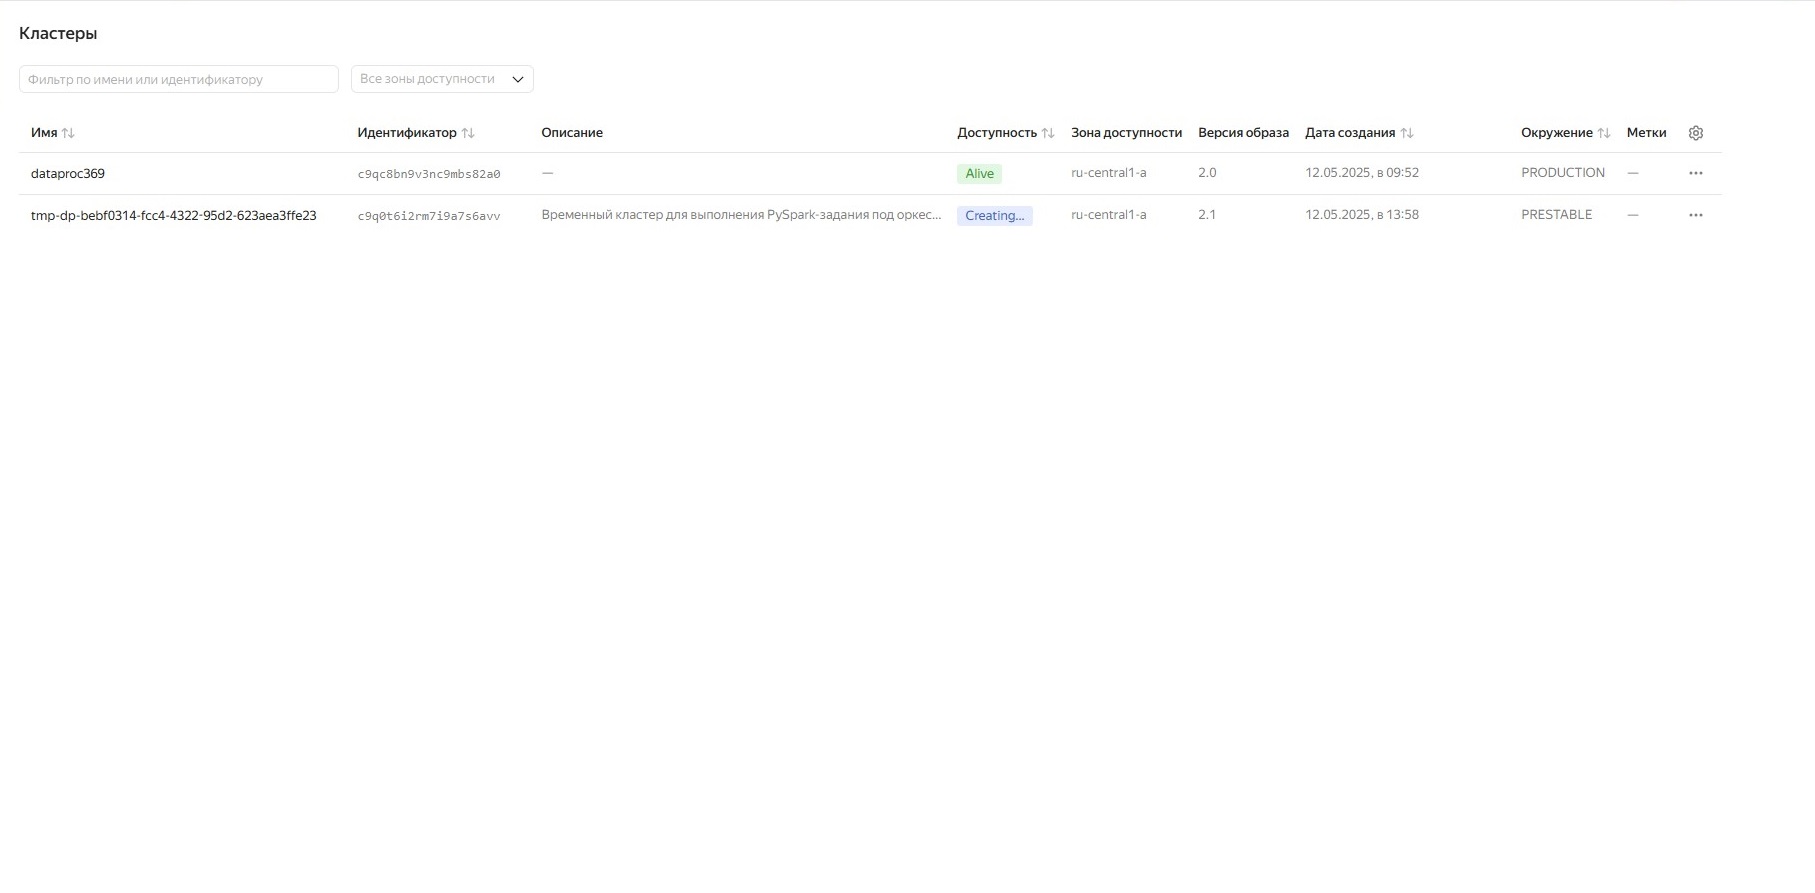 Кластеры
Фильтр по имени или идентификатору Все зоны доступности
Имя Идентификатор Описание Доступность Зона доступности Версия образа Дата создания Окружение Метки
dataproc369 c9qc8bn9v3nc9mbs82a0 — Alive ru-central1-a 2.0 12.05.2025, в 09:52 PRODUCTION —
tmp-dp-bebf0314-fcc4-4322-95d2-623aea3ffe23 c9q0t6i2rm7i9a7s6avv Временный кластер для выполнения PySpark-задания под оркес... Creating... ru-central1-a 2.1 12.05.2025, в 13:58 PRESTABLE —